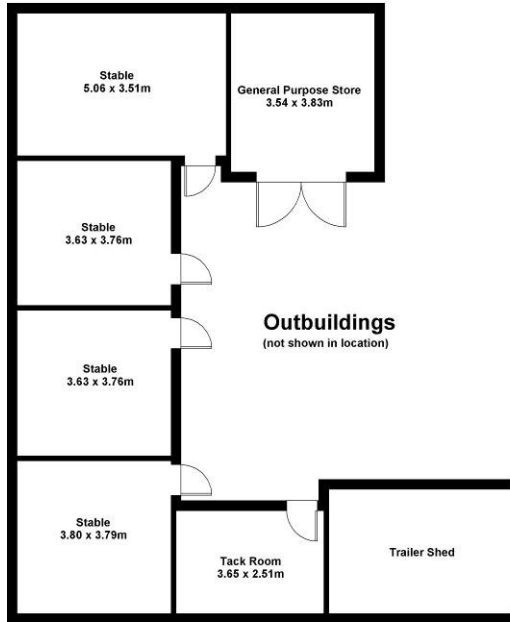 Stable
5.06 x 3.51m
General Purpose Store
3.54 x 3.83m
Stable
3.63 x 3.76m
Outbuildings
(not shown in location)
Stable
3.63 x 3.76m
Stable
3.80 x 3.79m
Tack Room
3.65 x 2.51m
Trailer Shed